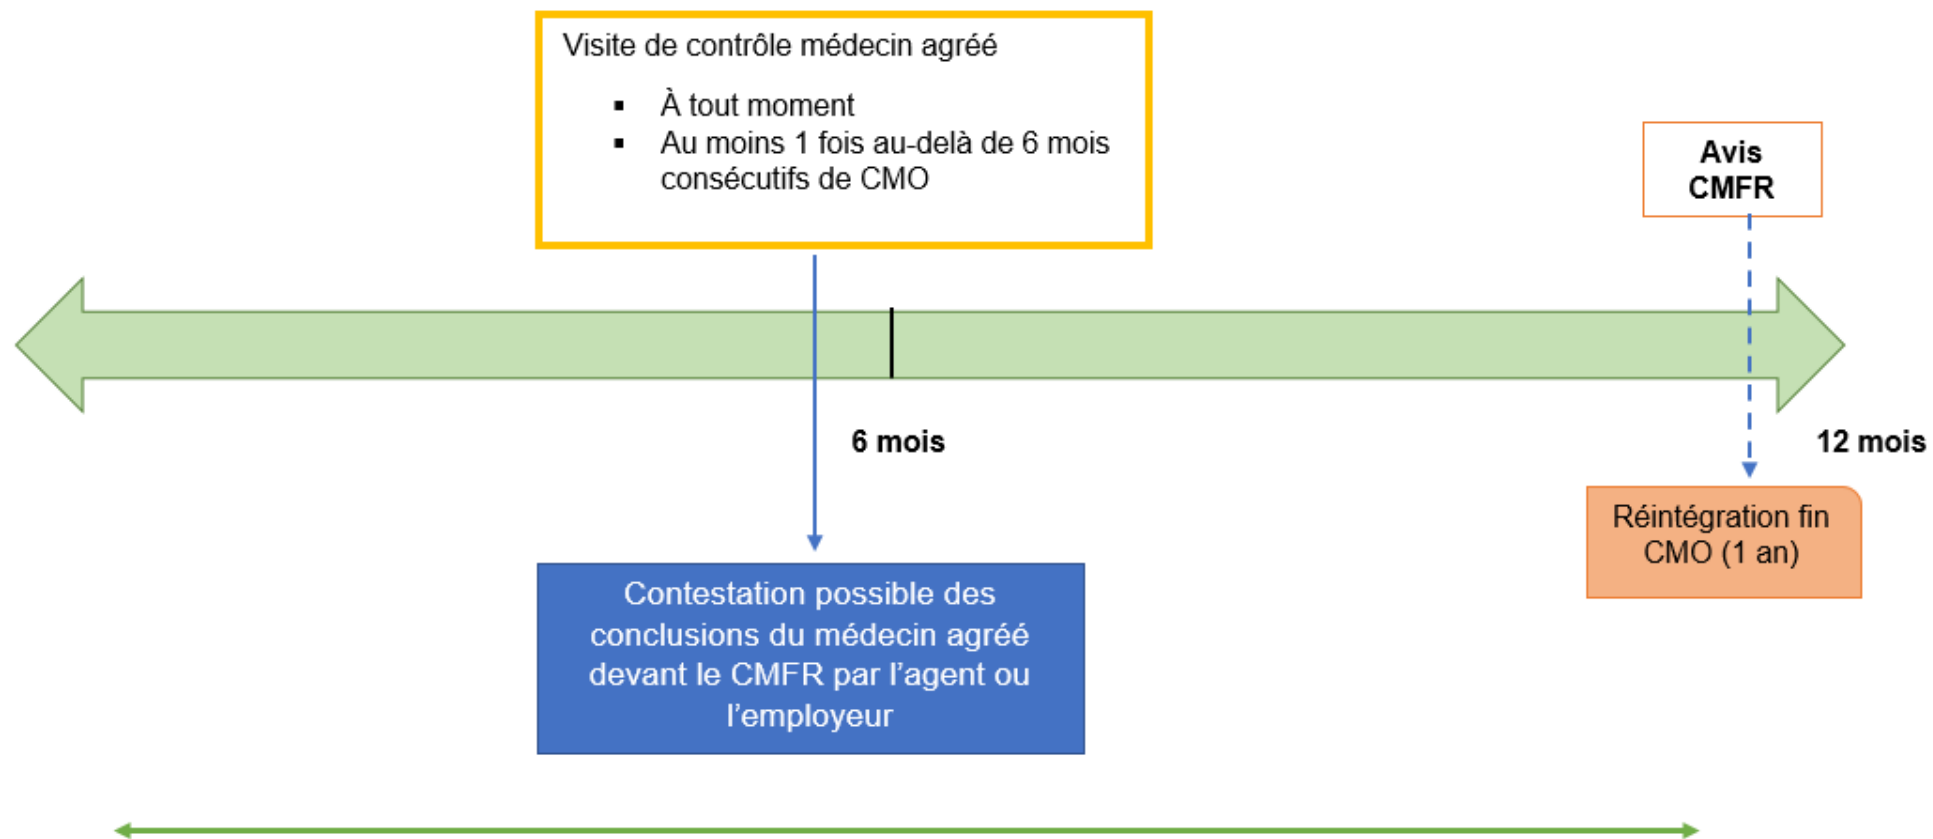 Visite de contrôle médecin agréé
▪ À tout moment
▪ Au moins 1 fois au-delà de 6 mois
consécutifs de CMO
Avis
CMFR
6 mois
12 mois
Réintégration fin
CMO (1 an)
Contestation possible des
conclusions du médecin agréé
devant le CMFR par l’agent ou
l’employeur